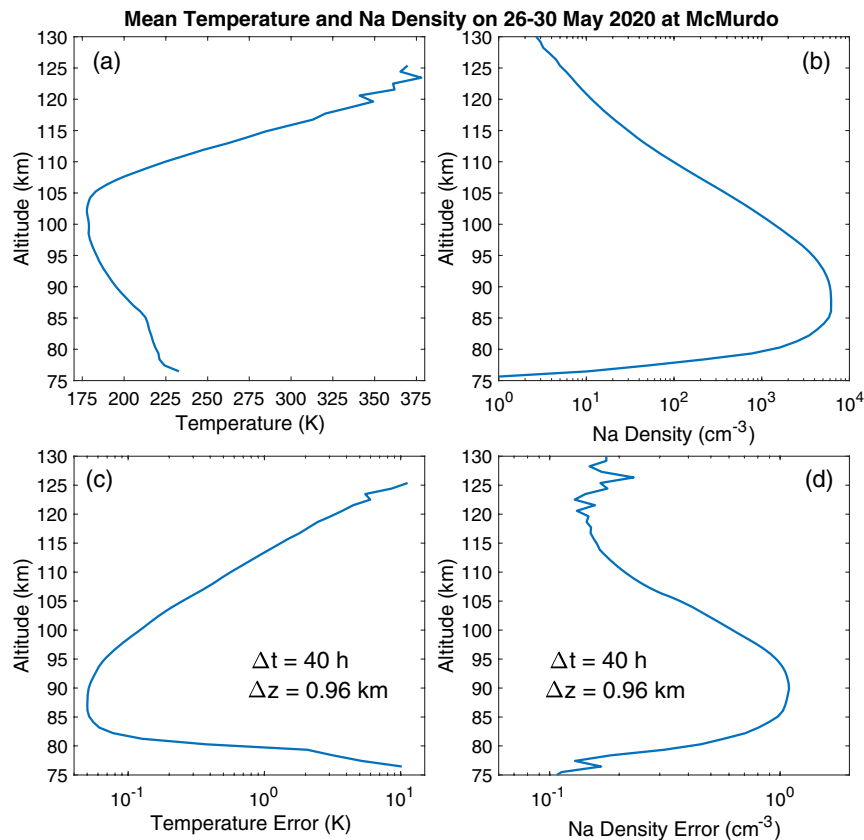 Mean Temperature and Na Density on 26-30 May 2020 at McMurdo
(a)
130
125
120
115
110
105
100
95
90
85
80
75
Altitude (km)
175 200 225 250 275 300 325 350 375
Temperature (K)
(b)
130
125
120
115
110
105
100
95
90
85
80
75
Altitude (km)
10^0 10^1 10^2 10^3 10^4
Na Density (cm^-3)
(c)
130
125
120
115
110
105
100
95
90
85
80
75
Altitude (km)
Δt = 40 h
Δz = 0.96 km
10^-1 10^0 10^1
Temperature Error (K)
(d)
130
125
120
115
110
105
100
95
90
85
80
75
Altitude (km)
Δt = 40 h
Δz = 0.96 km
10^-1 10^0
Na Density Error (cm^-3)